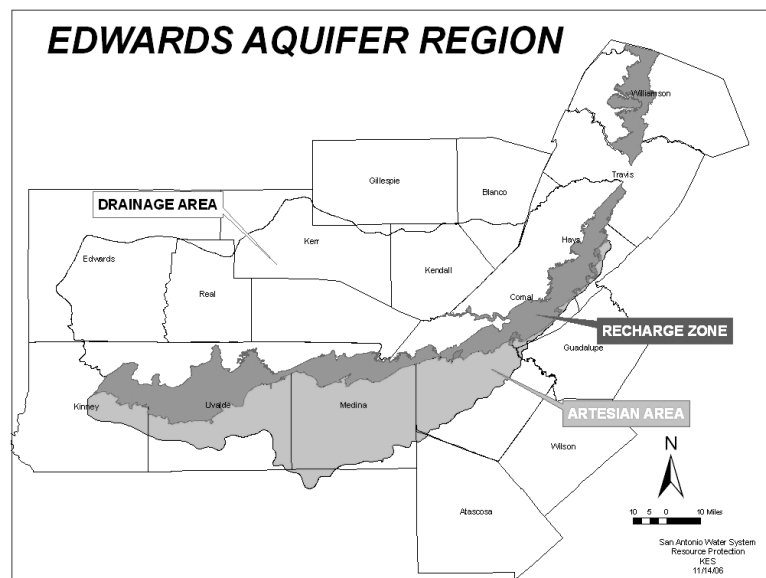 EDWARDS AQUIFER REGION
Williamson
Travis
Gillespie
Blanco
DRAINAGE AREA
Kerr
Hays
Edwards
Kendall
Real
Comal
RECHARGE ZONE
Guadalupe
Kinney
Uvalde
Medina
ARTESIAN AREA
Wilson
N
Atascosa
10 5 0 10 Miles
San Antonio Water System
Resource Protection
KES
11/14/06